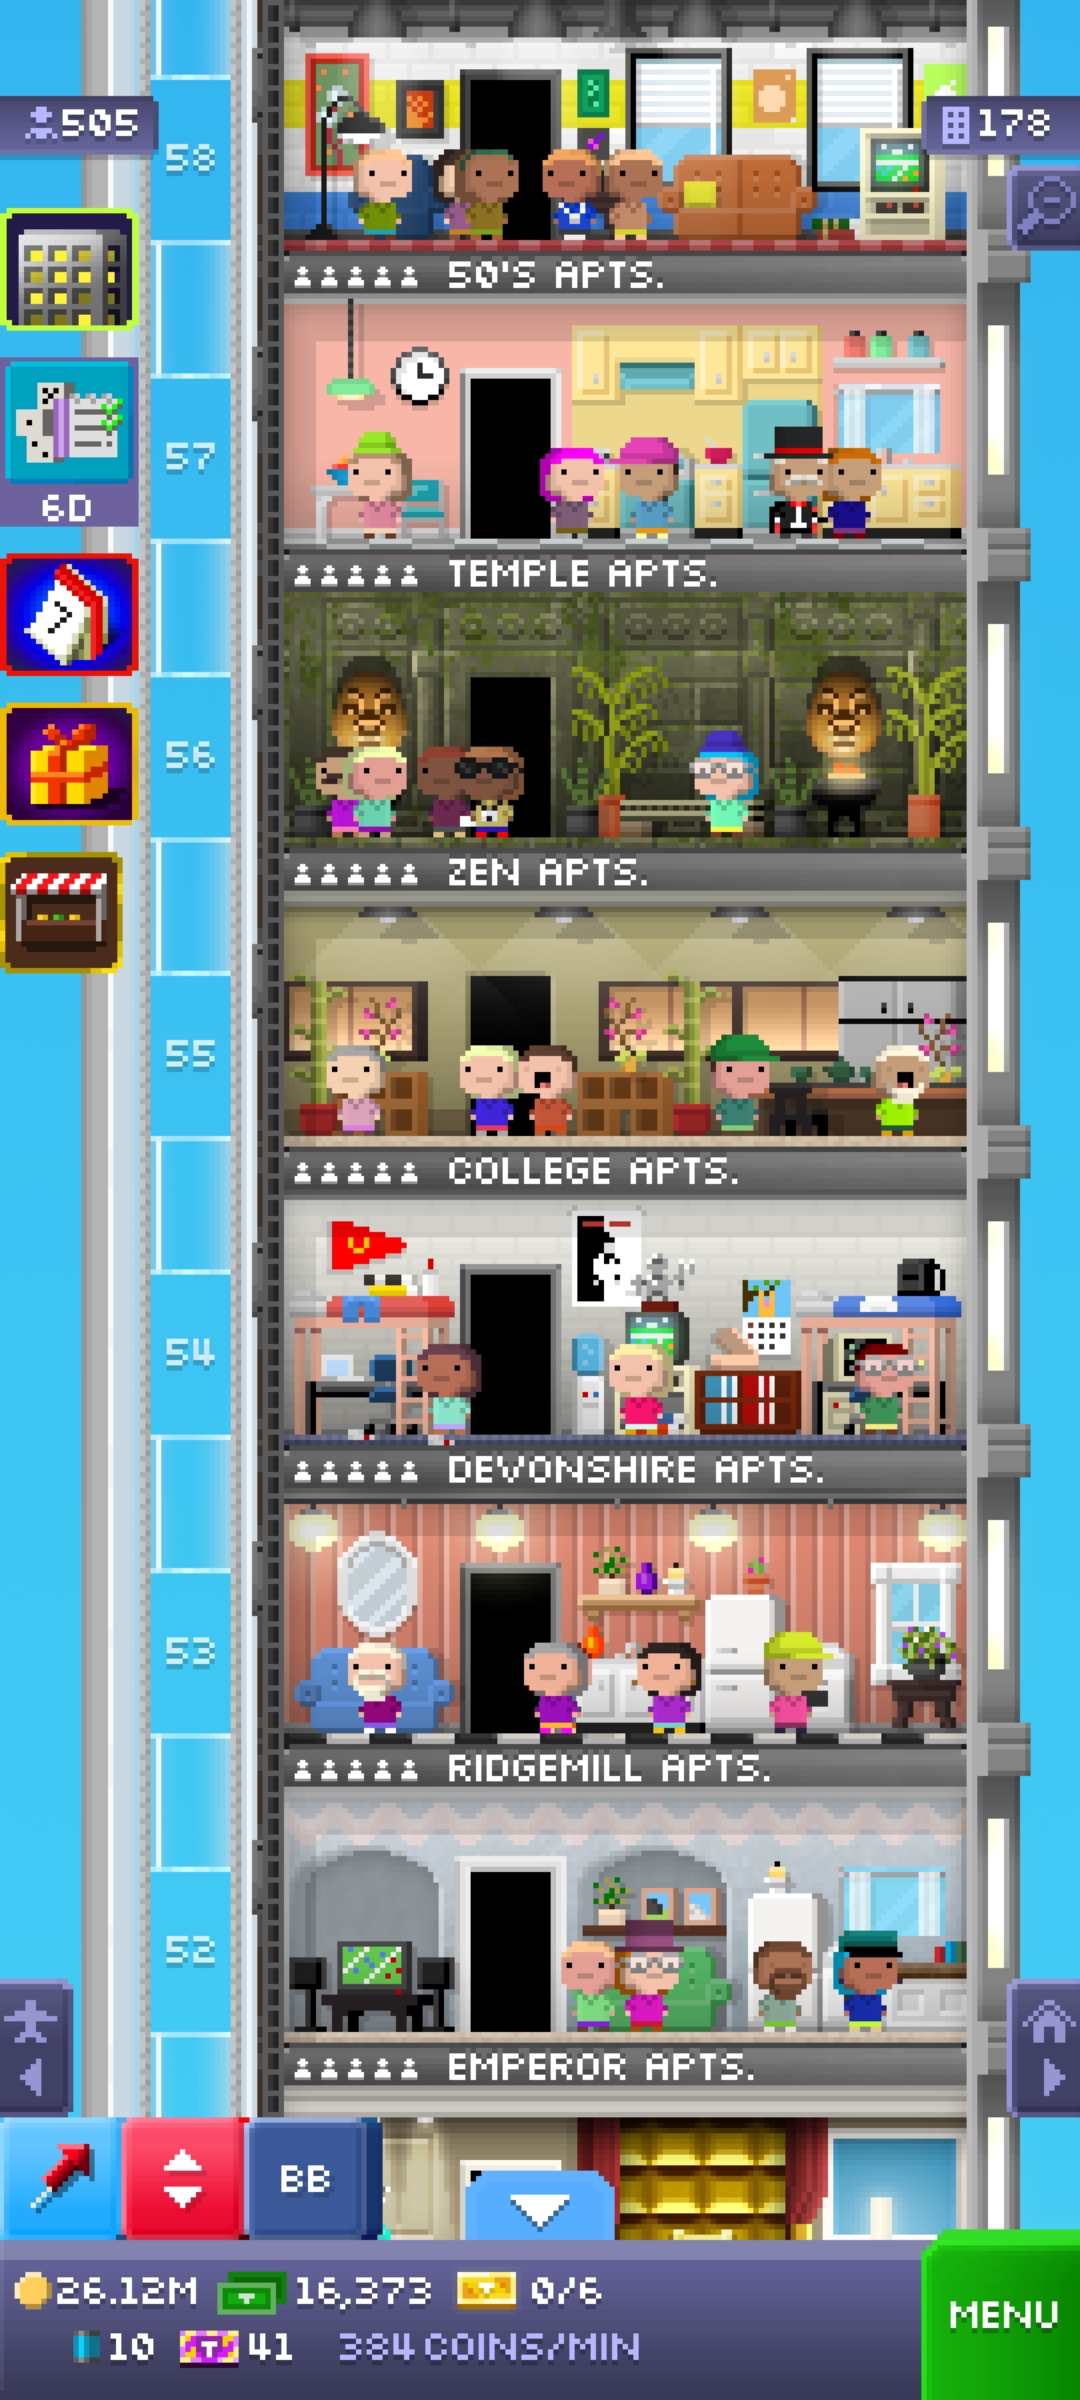 505
178
58
50'S APTS.
57
6D
TEMPLE APTS.
7
56
ZEN APTS.
55
COLLEGE APTS.
54
DEVONSHIRE APTS.
53
RIDGEMILL APTS.
52
EMPEROR APTS.
BB
26.12M 16,373 0/6
MENU
10 T 41 384 COINS/MIN